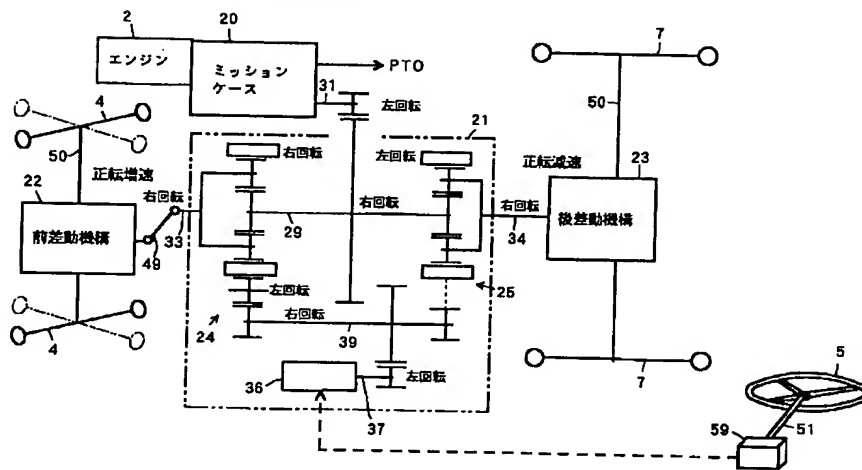 2
20
エンジン
ミッション
ケース
PTO
31
左回転
7
50
4
50
正転増速
22
右回転
前差動機構
49
33
4
21
右回転
左回転
右回転
29
左回転
24
右回転
39
25
36
37
左回転
正転減速
23
右回転
34
後差動機構
7
5
59
51